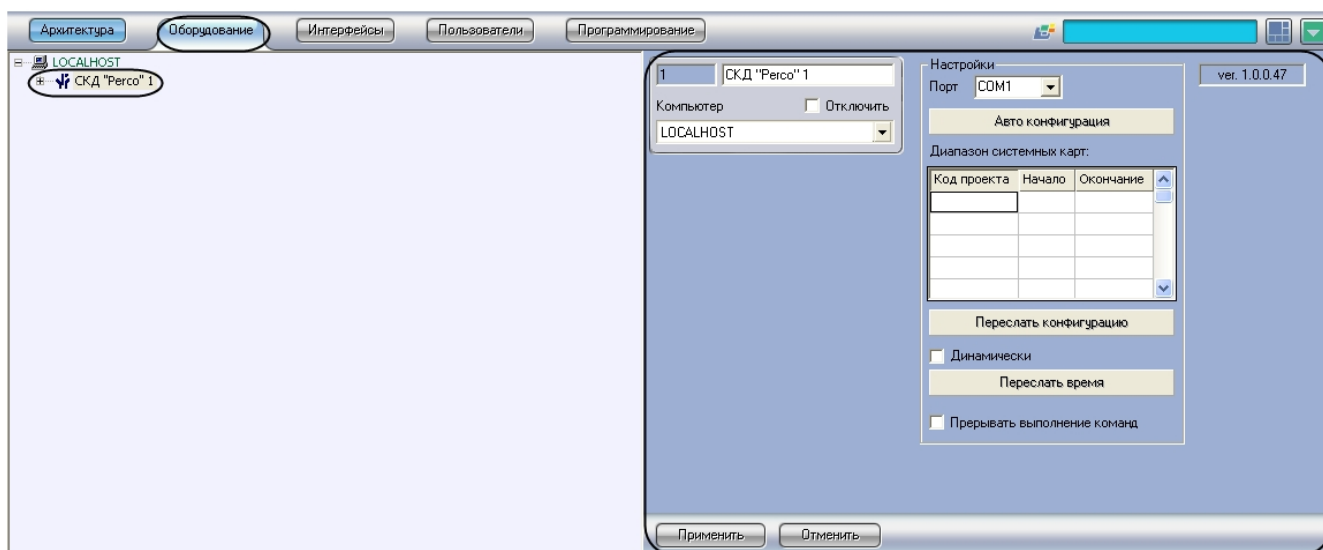 Архитектура Оборудование Интерфейсы Пользователи Программирование
LOCALHOST
СКД "Perco" 1
1 СКД "Perco" 1
Компьютер Отключить
LOCALHOST
Настройки
Порт COM1
Авто конфигурация
Диапазон системных карт:
Код проекта Начало Окончание
Переслать конфигурацию
Динамически
Переслать время
Прерывать выполнение команд
ver. 1.0.0.47
Применить Отменить